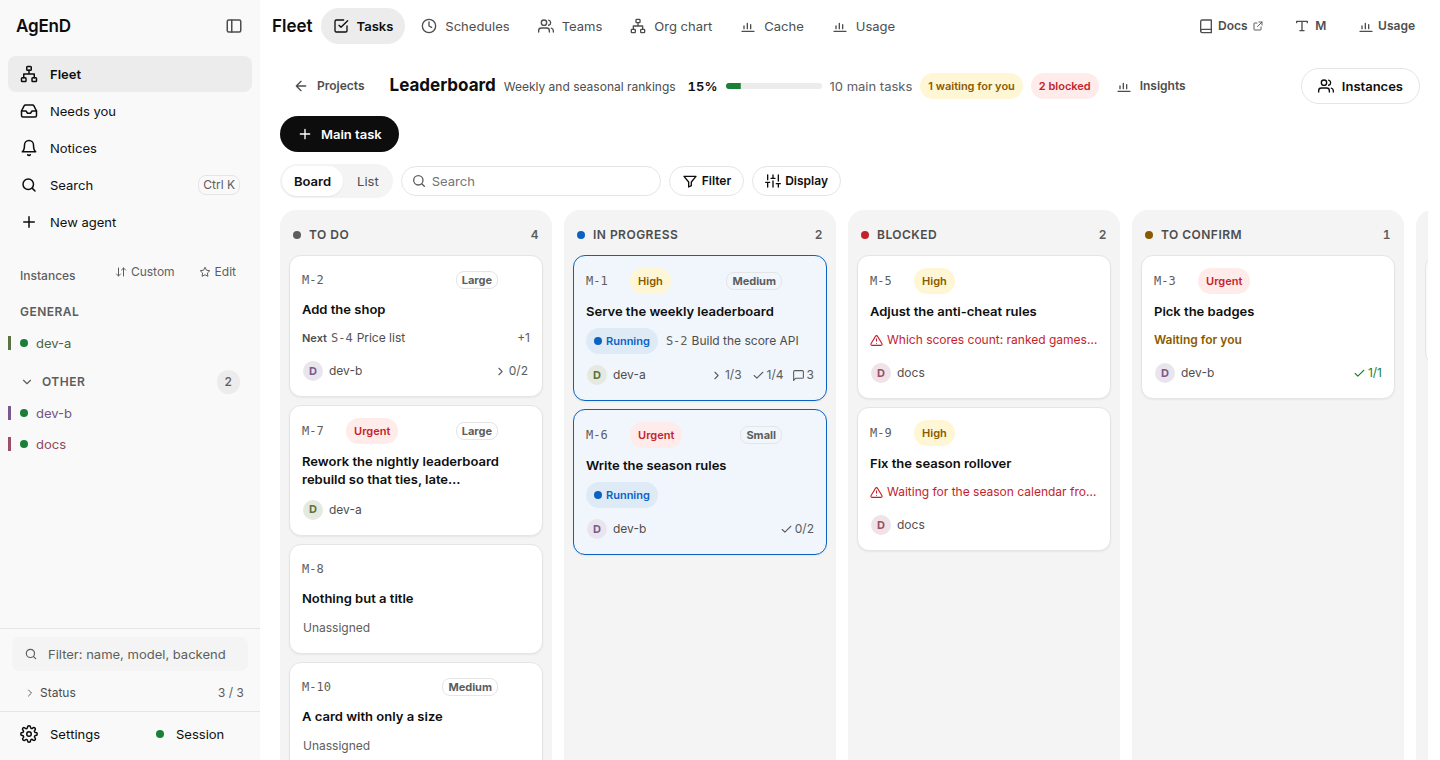 AgEnD
Fleet
Needs you
Notices
Search Ctrl K
New agent
Instances Custom Edit
GENERAL
dev-a
OTHER 2
dev-b
docs
Filter: name, model, backend
Status 3 / 3
Settings Session
Fleet Tasks Schedules Teams Org chart Cache Usage Docs M Usage
Projects Leaderboard Weekly and seasonal rankings 15% 10 main tasks 1 waiting for you 2 blocked Insights Instances
Main task
Board List Search Filter Display
TO DO 4
M-2 Large
Add the shop
Next S-4 Price list +1
D dev-b 0/2
M-7 Urgent Large
Rework the nightly leaderboard
rebuild so that ties, late...
D dev-a
M-8
Nothing but a title
Unassigned
M-10 Medium
A card with only a size
Unassigned
IN PROGRESS 2
M-1 High Medium
Serve the weekly leaderboard
Running S-2 Build the score API
D dev-a 1/3 1/4 3
M-6 Urgent Small
Write the season rules
Running
D dev-b 0/2
BLOCKED 2
M-5 High
Adjust the anti-cheat rules
Which scores count: ranked games...
D docs
M-9 High
Fix the season rollover
Waiting for the season calendar fro...
D docs
TO CONFIRM 1
M-3 Urgent
Pick the badges
Waiting for you
D dev-b 1/1